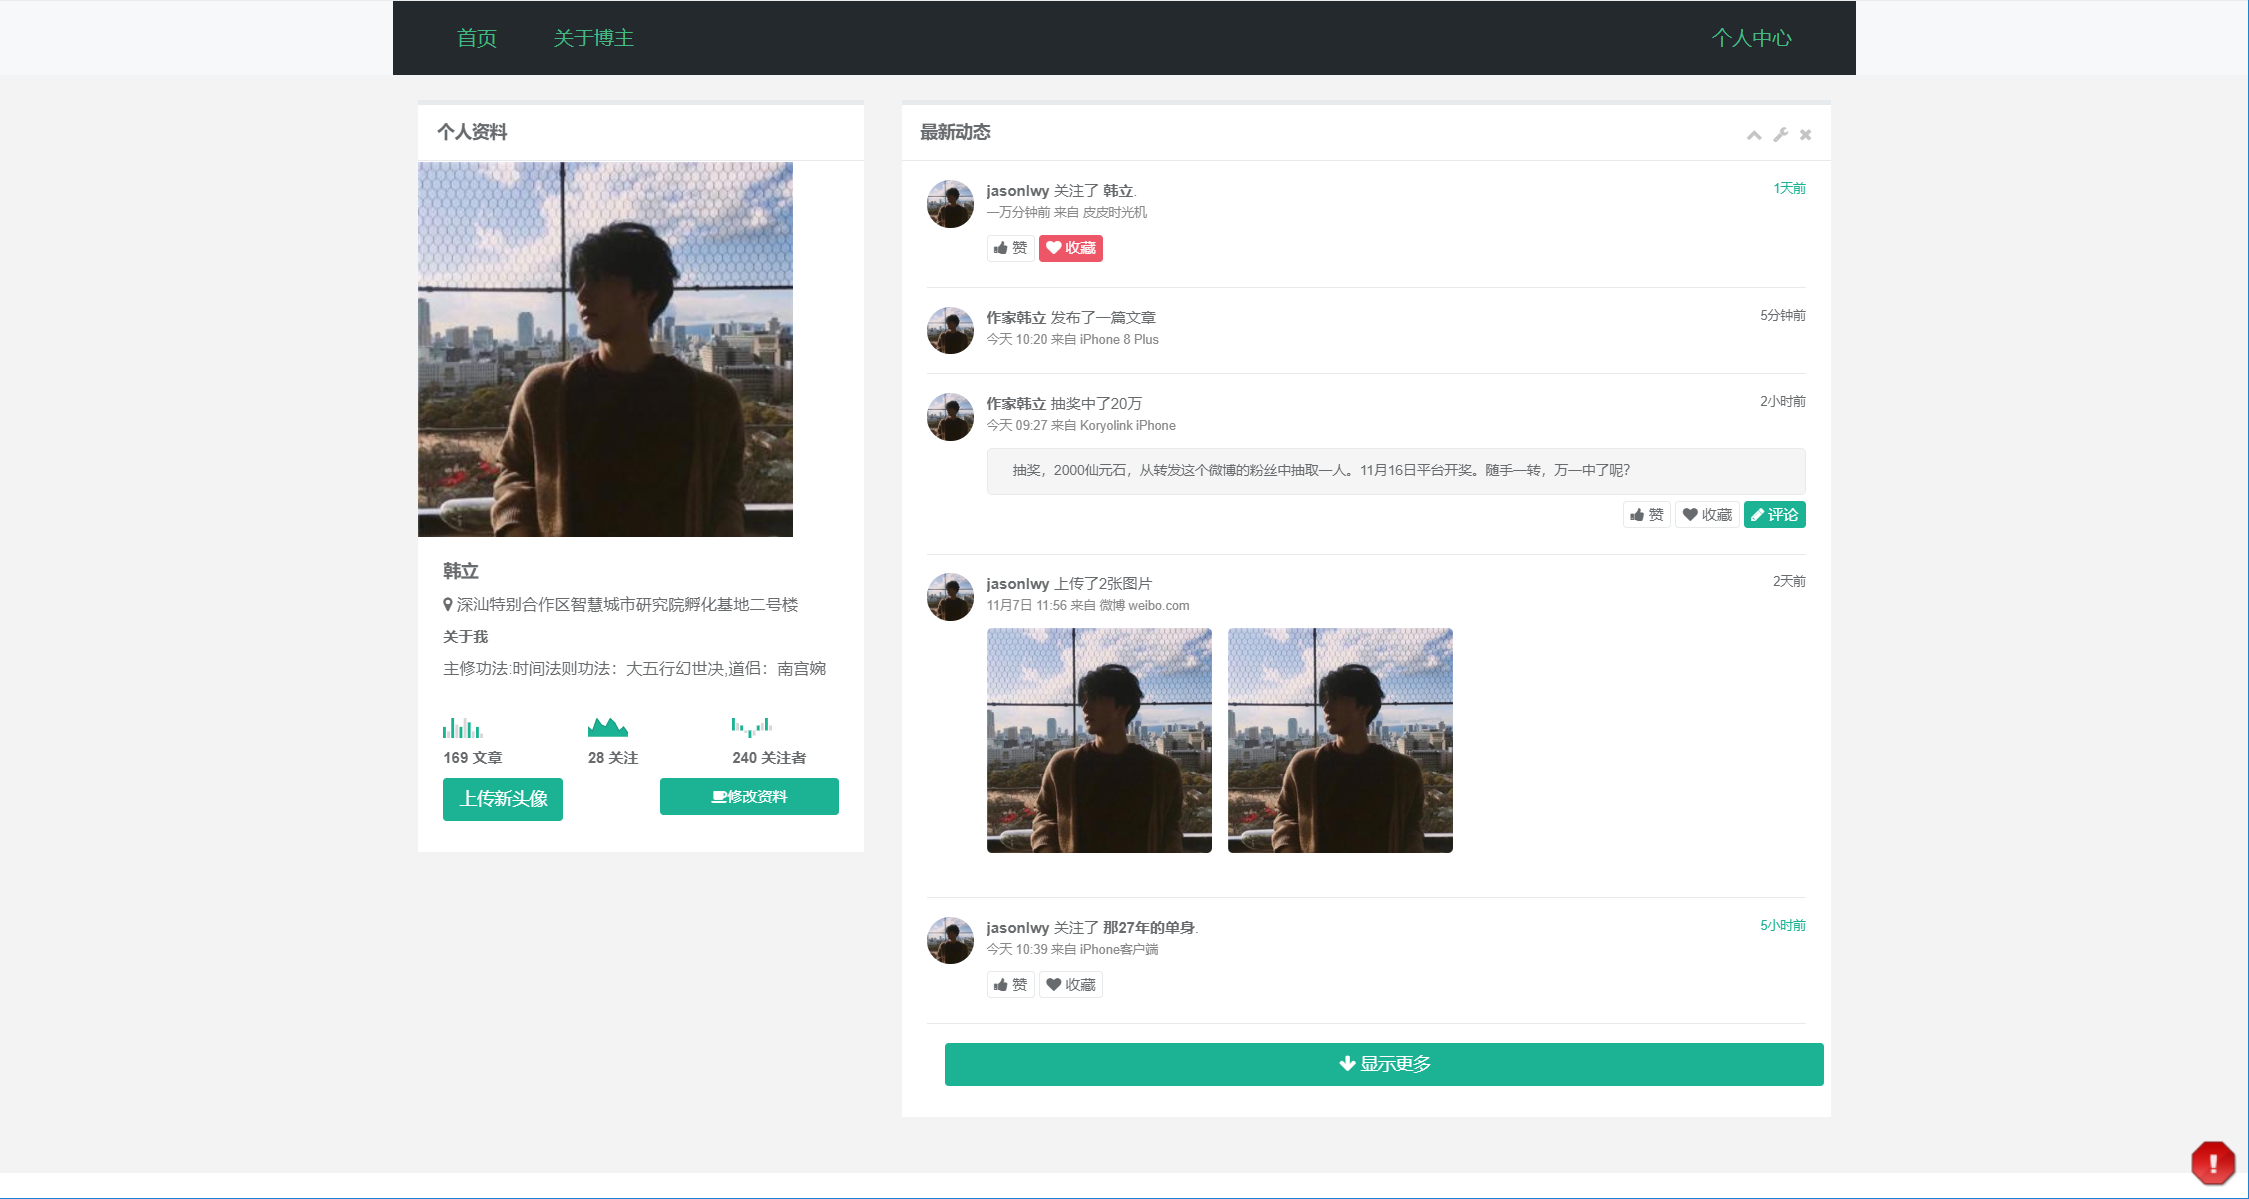 首页 关于博主 个人中心
个人资料
韩立
深汕特别合作区智慧城市研究院孵化基地二号楼
关于我
主修功法:时间法则功法：大五行幻世决,道侣：南宫婉
169 文章 28 关注 240 关注者
上传新头像 修改资料
最新动态
jasonlwy 关注了 韩立. 1天前
一万分钟前 来自 皮皮时光机
赞 收藏
作家韩立 发布了一篇文章 5分钟前
今天 10:20 来自 iPhone 8 Plus
作家韩立 抽奖中了20万 2小时前
今天 09:27 来自 Koryolink iPhone
抽奖，2000仙元石，从转发这个微博的粉丝中抽取一人。11月16日平台开奖。随手一转，万一中了呢？
赞 收藏 评论
jasonlwy 上传了2张图片 2天前
11月7日 11:56 来自 微博 weibo.com
jasonlwy 关注了 那27年的单身. 5小时前
今天 10:39 来自 iPhone客户端
赞 收藏
显示更多